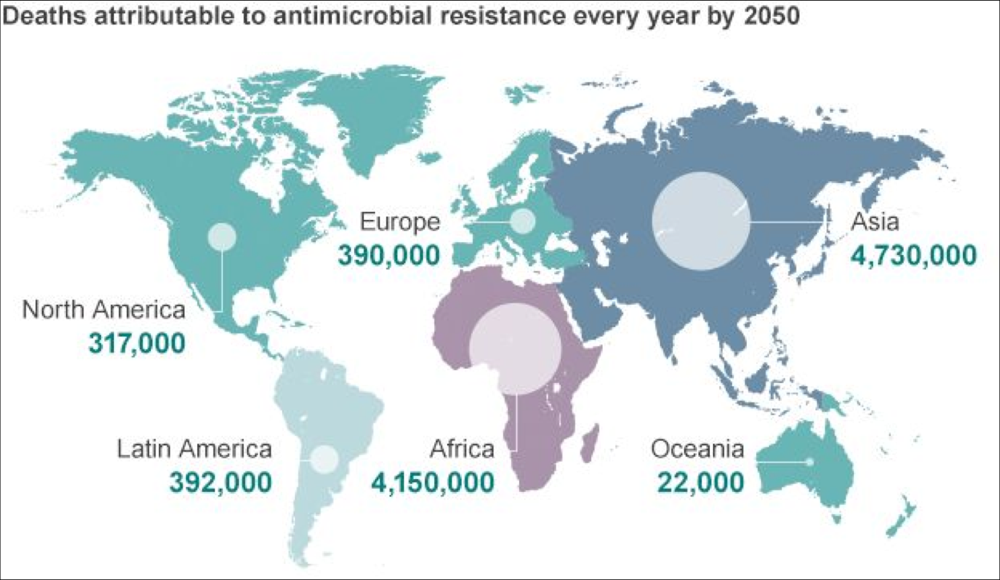 Deaths attributable to antimicrobial resistance every year by 2050
Europe
390,000
Asia
4,730,000
North America
317,000
Latin America
392,000
Africa
4,150,000
Oceania
22,000